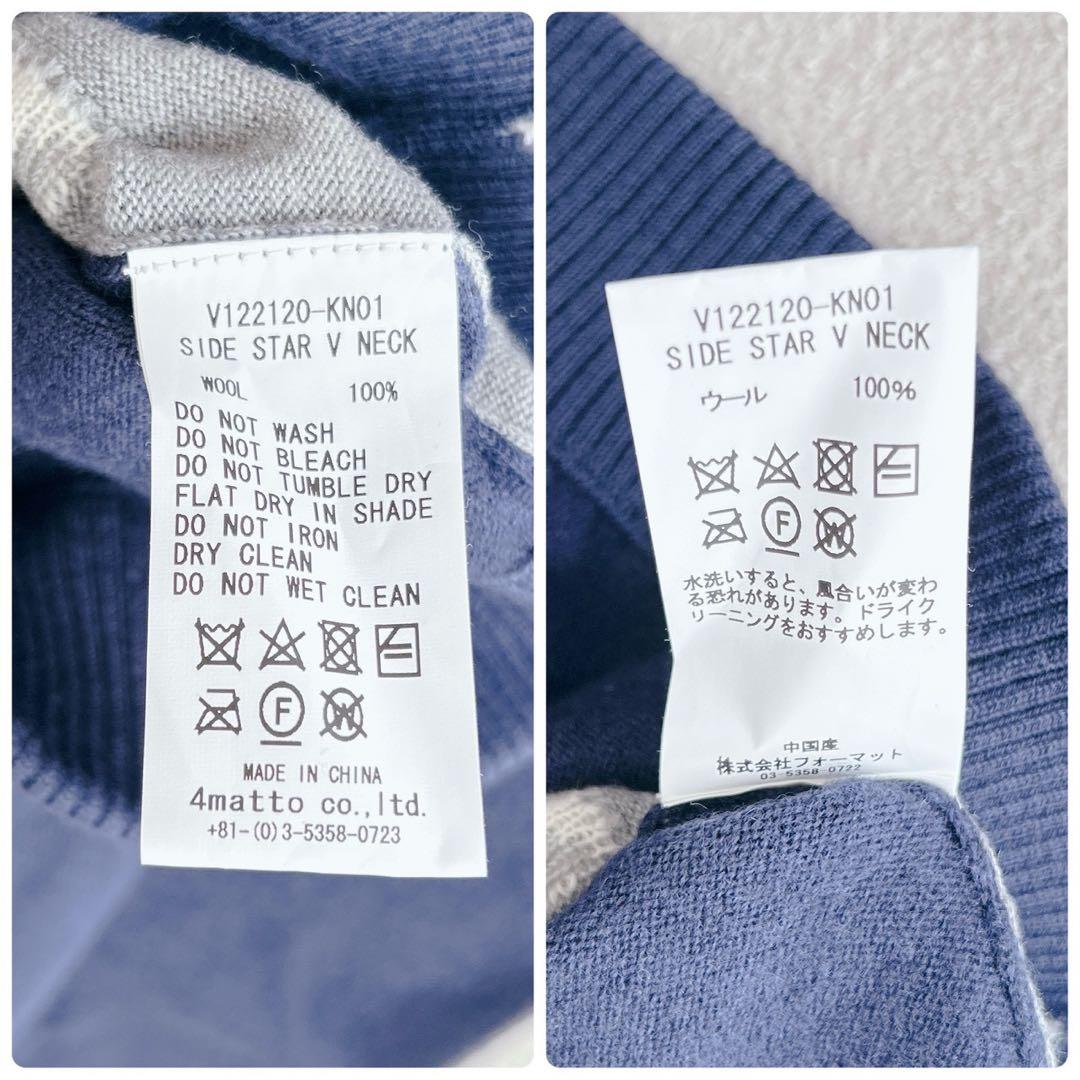 V122120-KN01
SIDE STAR V NECK
WOOL 100%
DO NOT WASH
DO NOT BLEACH
DO NOT TUMBLE DRY
FLAT DRY IN SHADE
DO NOT IRON
DRY CLEAN
DO NOT WET CLEAN
F W
MADE IN CHINA
4matto co.,ltd.
+81-(0)3-5358-0723
V122120-KN01
SIDE STAR V NECK
ウール 100%
F W
水洗いすると、風合いが変わ
る恐れがあります。ドライク
リーニングをおすすめします。
中国産
株式会社フォーマット
03-5358-0722